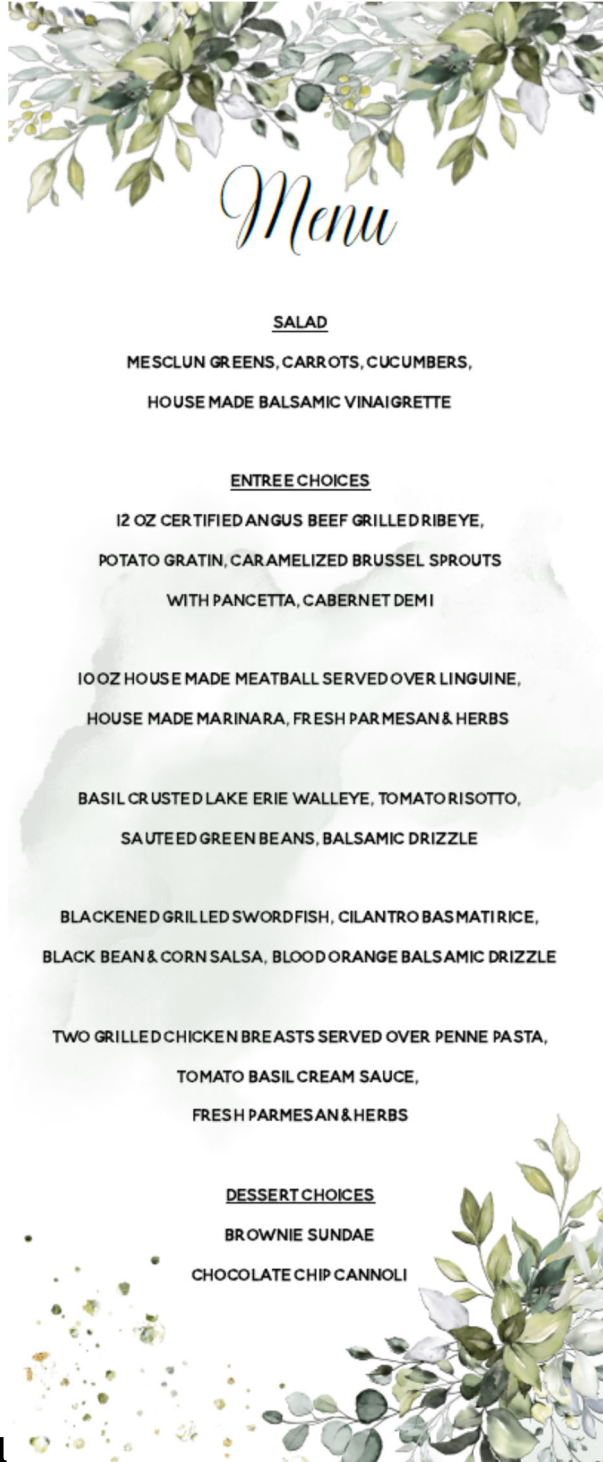 Menu
SALAD
MESCLUN GREENS, CARROTS, CUCUMBERS,
HOUSE MADE BALSAMIC VINAIGRETTE
ENTREE CHOICES
12 OZ CERTIFIED ANGUS BEEF GRILLED RIBEYE,
POTATO GRATIN, CARAMELIZED BRUSSEL SPROUTS
WITH PANCETTA, CABERNET DEMI
10 OZ HOUSE MADE MEATBALL SERVED OVER LINGUINE,
HOUSE MADE MARINARA, FRESH PARMESAN & HERBS
BASIL CRUSTED LAKE ERIE WALLEYE, TOMATO RISOTTO,
SAUTEED GREEN BEANS, BALSAMIC DRIZZLE
BLACKENED GRILLED SWORDFISH, CILANTRO BASMATI RICE,
BLACK BEAN & CORN SALSA, BLOOD ORANGE BALSAMIC DRIZZLE
TWO GRILLED CHICKEN BREASTS SERVED OVER PENNE PASTA,
TOMATO BASIL CREAM SAUCE,
FRESH PARMESAN & HERBS
DESSERT CHOICES
BROWNIE SUNDAE
CHOCOLATE CHIP CANNOLI